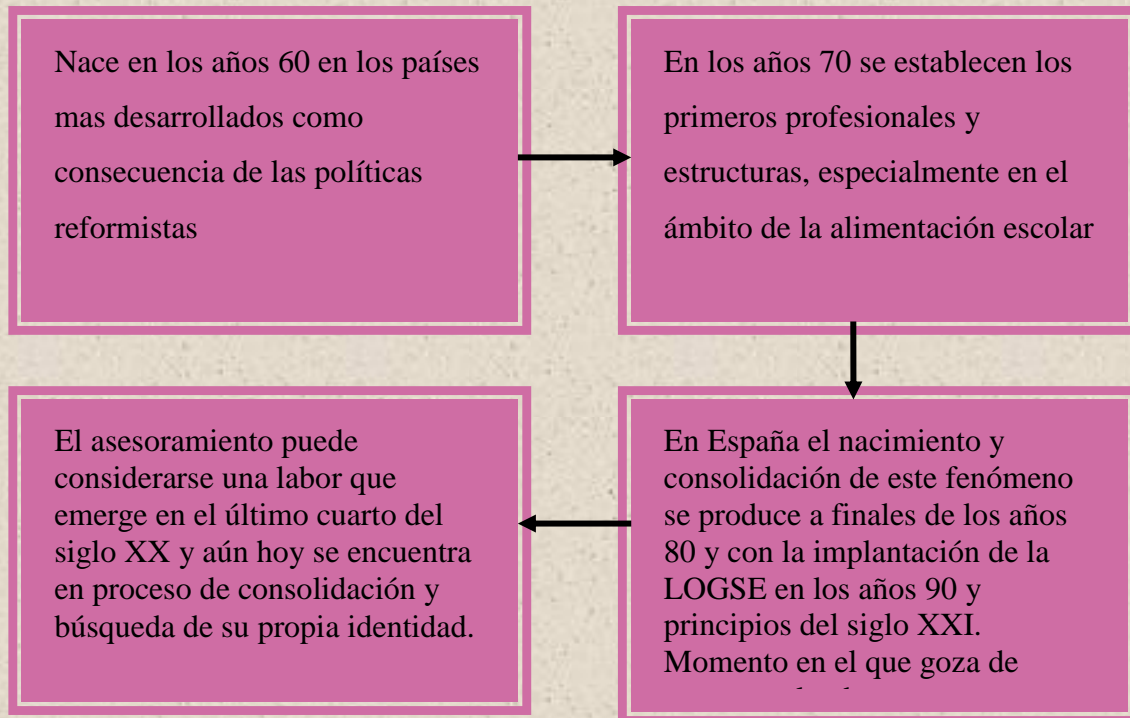 Nace en los años 60 en los países
mas desarrollados como
consecuencia de las políticas
reformistas
En los años 70 se establecen los
primeros profesionales y
estructuras, especialmente en el
ámbito de la alimentación escolar
En España el nacimiento y
consolidación de este fenómeno
se produce a finales de los años
80 y con la implantación de la
LOGSE en los años 90 y
principios del siglo XXI.
Momento en el que goza de
El asesoramiento puede
considerarse una labor que
emerge en el último cuarto del
siglo XX y aún hoy se encuentra
en proceso de consolidación y
búsqueda de su propia identidad.